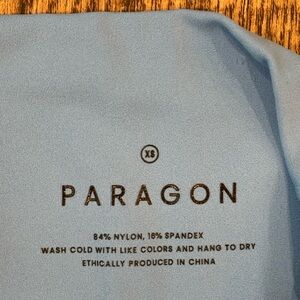 XS
PARAGON
84% NYLON, 16% SPANDEX
WASH COLD WITH LIKE COLORS AND HANG TO DRY
ETHICALLY PRODUCED IN CHINA